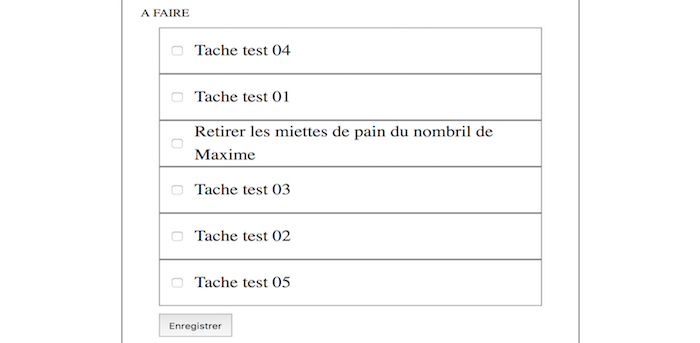 A FAIRE
Tache test 04
Tache test 01
Retirer les miettes de pain du nombril de
Maxime
Tache test 03
Tache test 02
Tache test 05
Enregistrer